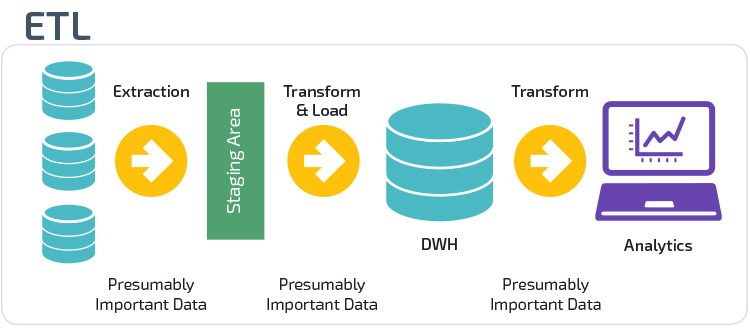 ETL
Extraction
Staging Area
Transform
& Load
Transform
DWH
Analytics
Presumably
Important Data
Presumably
Important Data
Presumably
Important Data